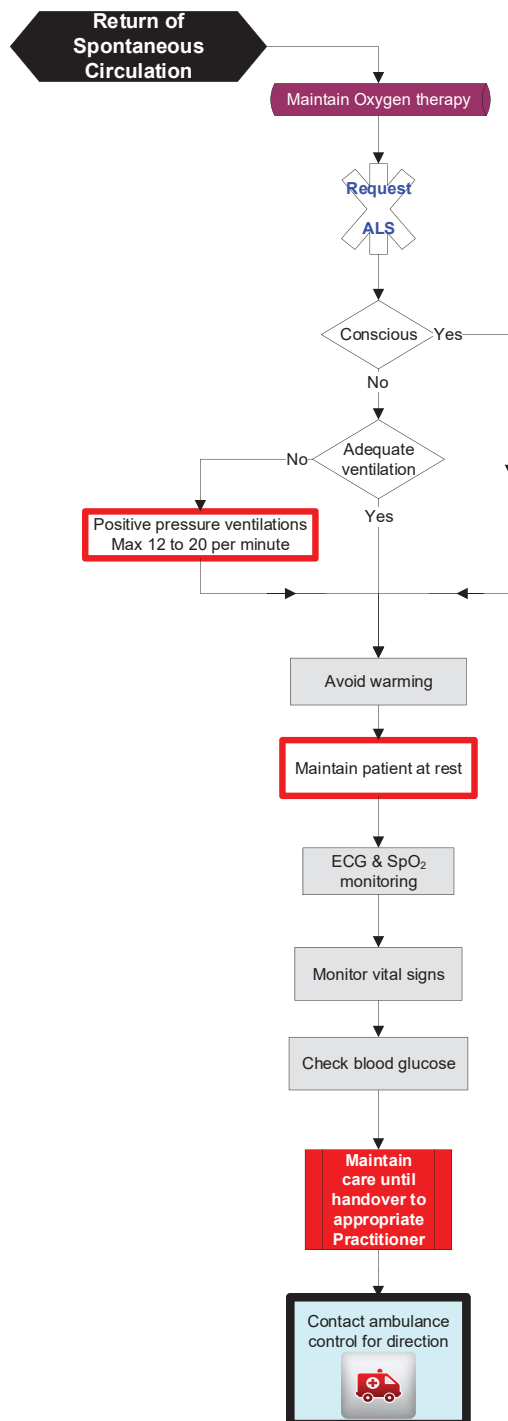 Return of
Spontaneous
Circulation
Maintain Oxygen therapy
Request
ALS
Conscious
Yes
No
Adequate
ventilation
No
Yes
Positive pressure ventilations
Max 12 to 20 per minute
Avoid warming
Maintain patient at rest
ECG & SpO₂
monitoring
Monitor vital signs
Check blood glucose
Maintain
care until
handover to
appropriate
Practitioner
Contact ambulance
control for direction